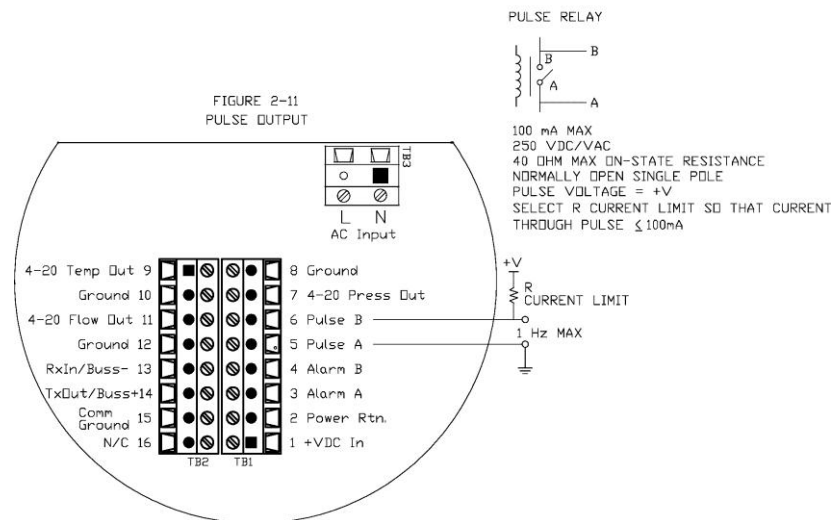 PULSE RELAY
B
B
A
A
FIGURE 2-11
PULSE OUTPUT
100 mA MAX
250 VDC/VAC
40 OHM MAX ON-STATE RESISTANCE
NORMALLY OPEN SINGLE POLE
PULSE VOLTAGE = +V
SELECT R CURRENT LIMIT SO THAT CURRENT
THROUGH PULSE ≤100mA
TB3
L N
AC Input
4-20 Temp Out 9
Ground 10
4-20 Flow Out 11
Ground 12
RxIn/Buss- 13
TxOut/Buss+14
Comm
Ground 15
N/C 16
8 Ground
7 4-20 Press Out
6 Pulse B
5 Pulse A
4 Alarm B
3 Alarm A
2 Power Rtn.
1 +VDC In
TB2 TB1
+V
R
CURRENT LIMIT
1 Hz MAX